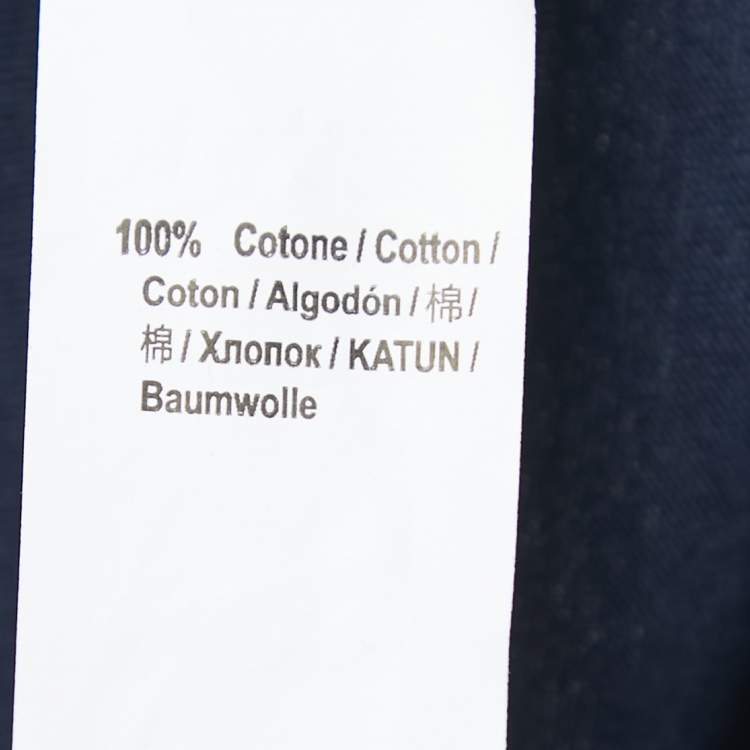 100% Cotone / Cotton /
Coton / Algodón / 棉 /
棉 / Хлопок / KATUN /
Baumwolle